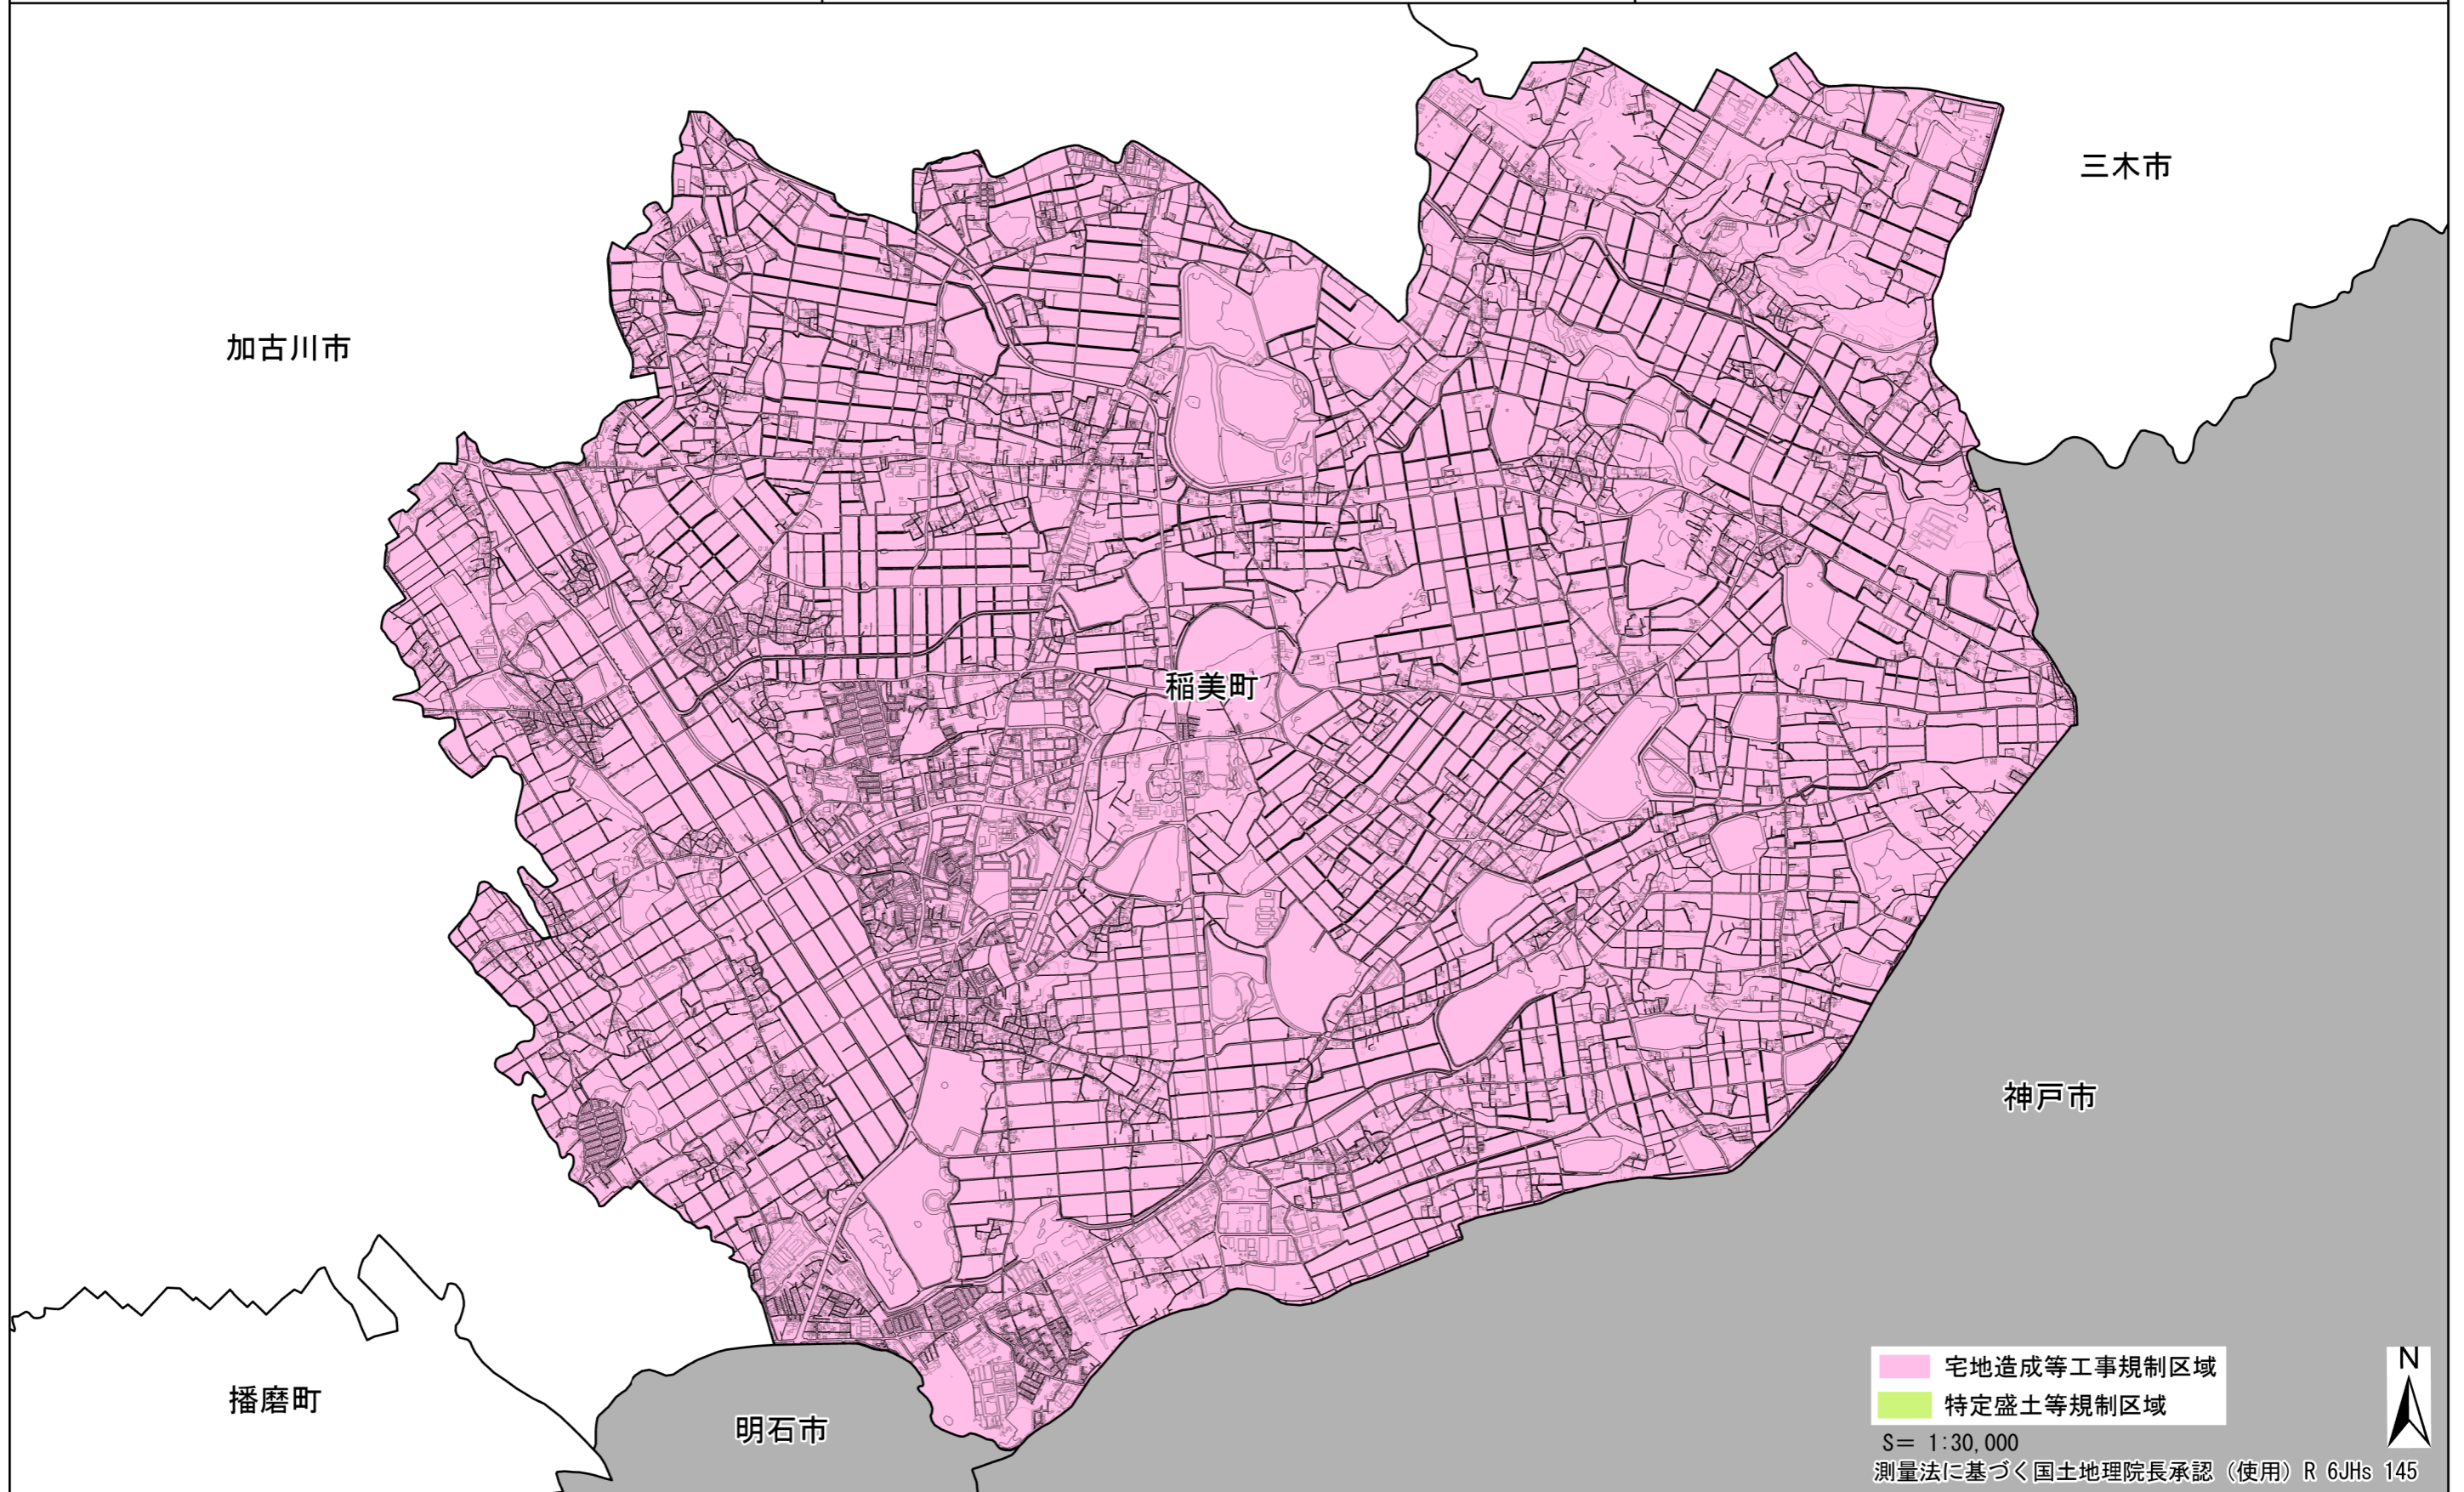 三木市
加古川市
稲美町
神戸市
播磨町
明石市
宅地造成等工事規制区域
特定盛土等規制区域
N
S= 1:30,000
測量法に基づく国土地理院長承認（使用）R 6JHs 145